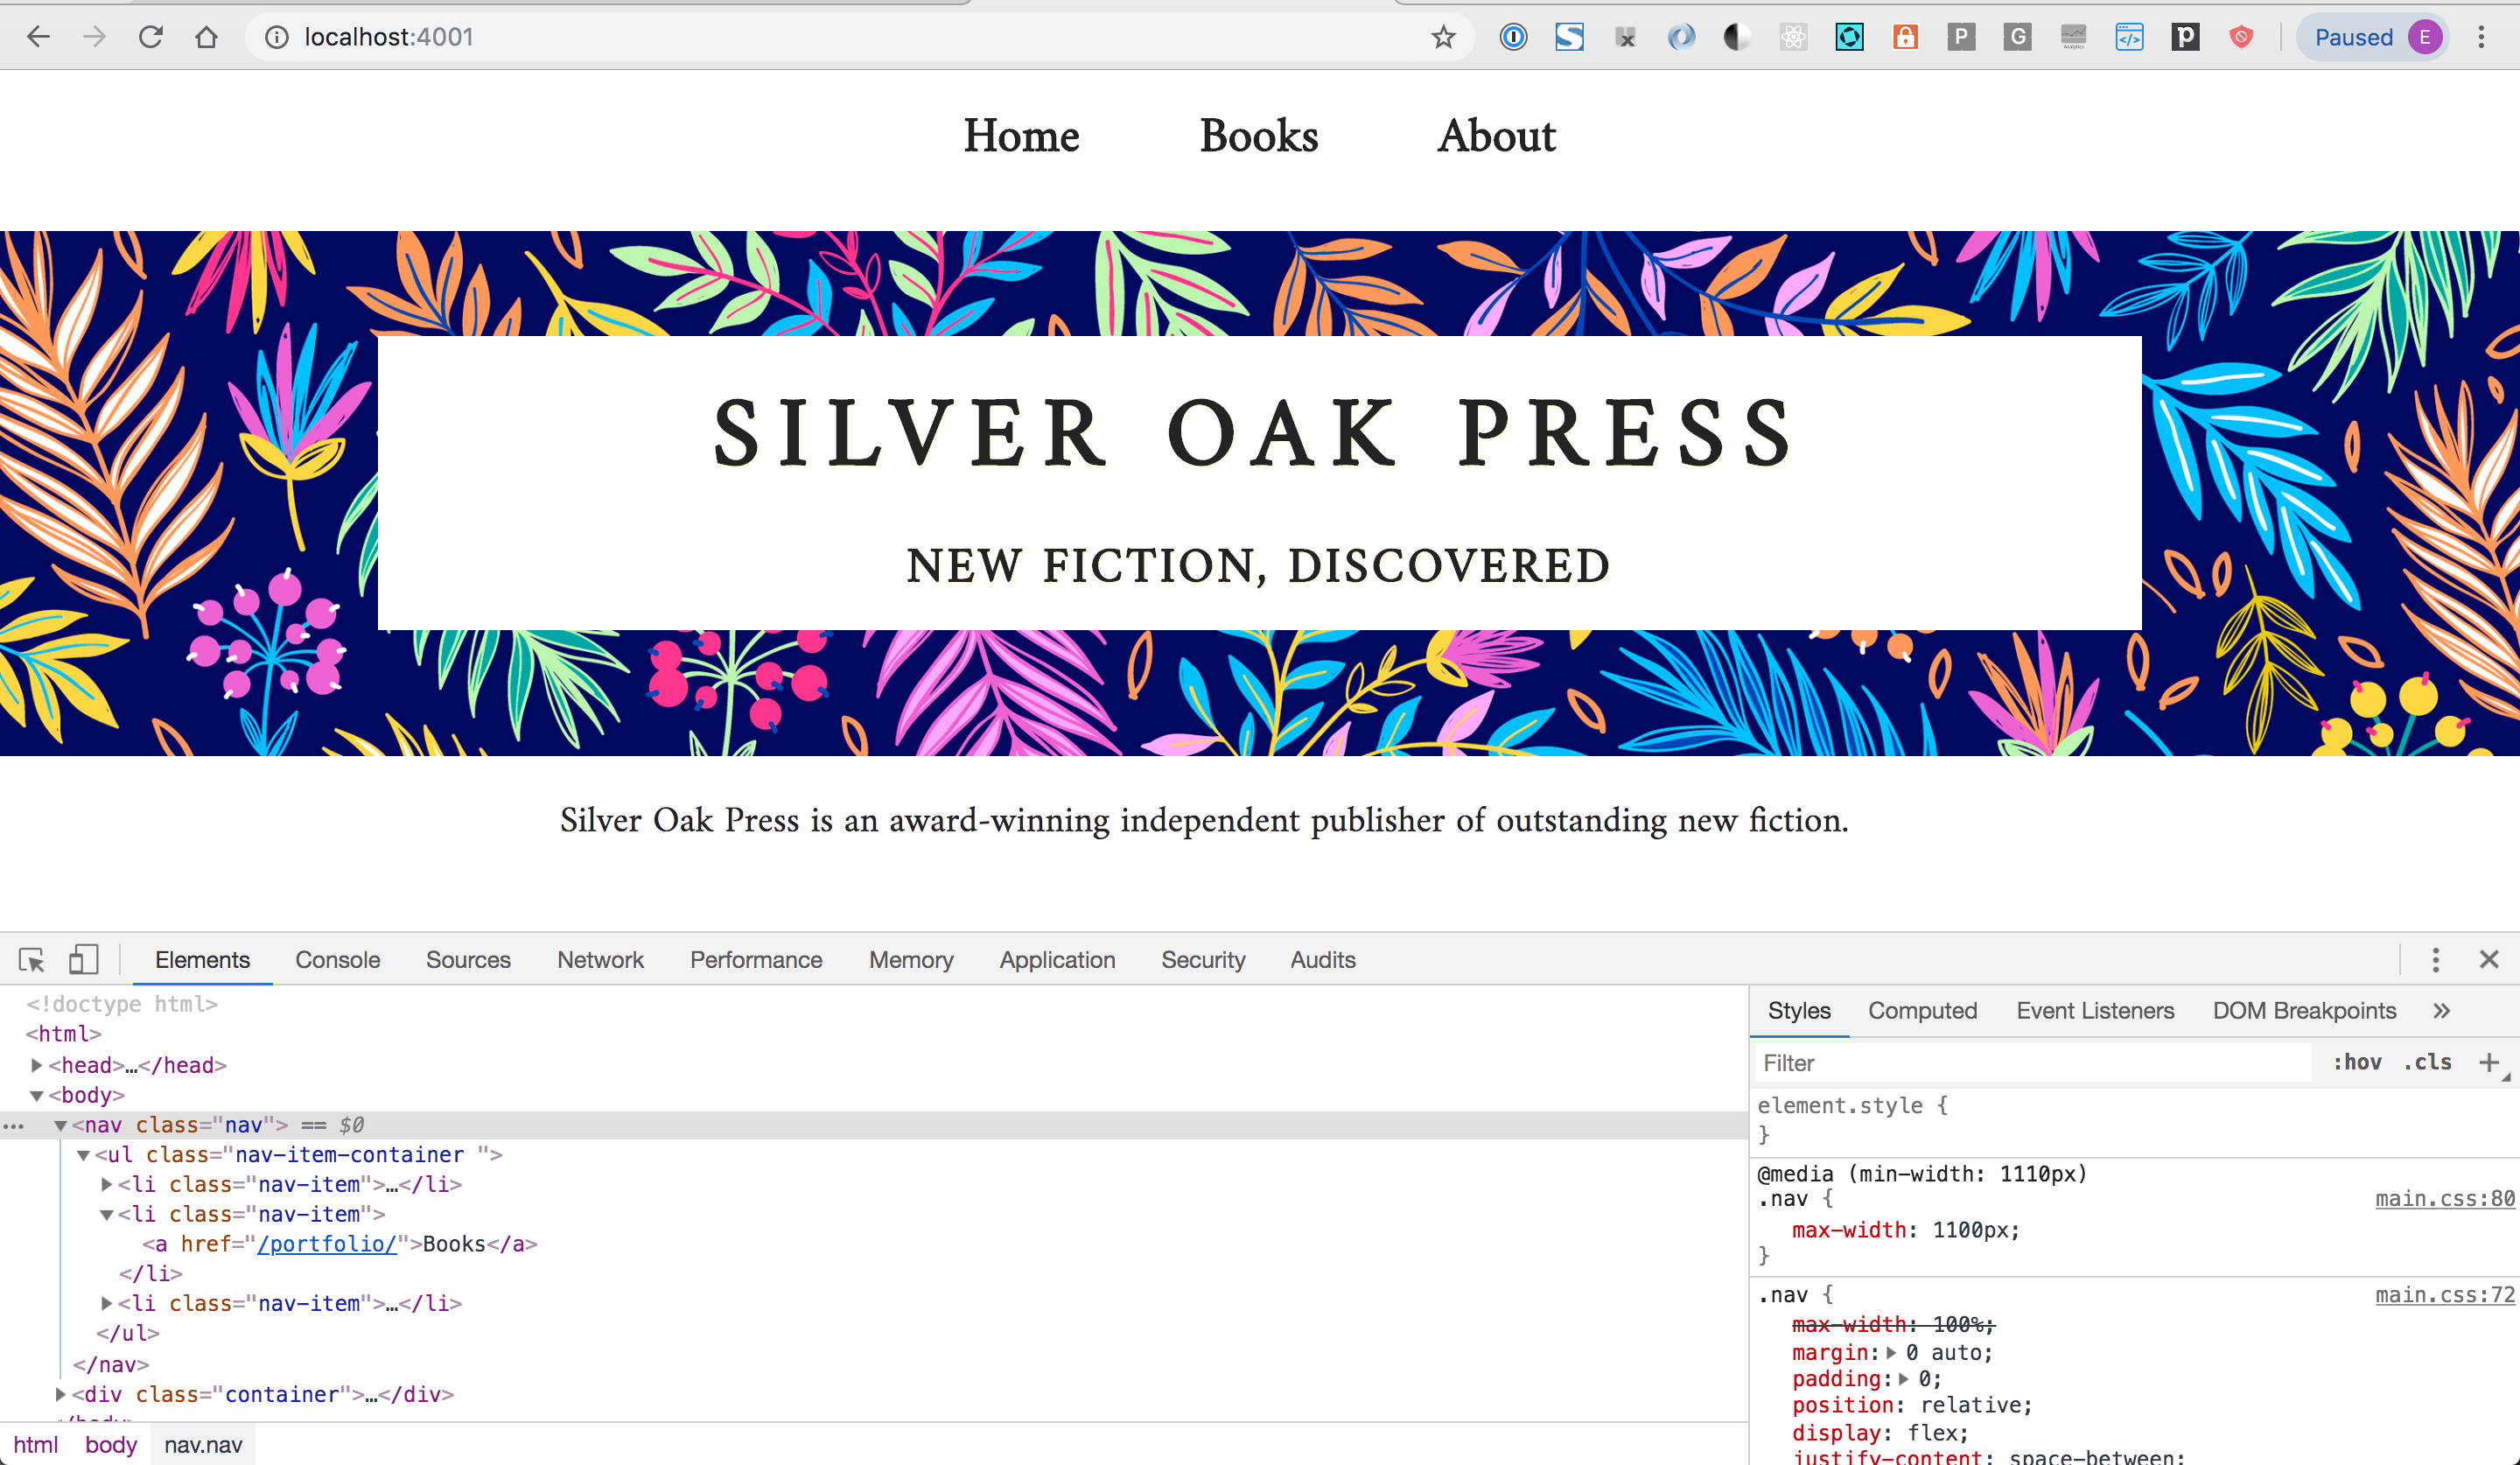 localhost:4001
P
G
Analytics
</>
p
Paused
E
Home Books About
SILVER OAK PRESS
NEW FICTION, DISCOVERED
Silver Oak Press is an award-winning independent publisher of outstanding new fiction.
Elements Console Sources Network Performance Memory Application Security Audits
<!doctype html>
<html>
<head>…</head>
<body>
… <nav class="nav"> == $0
<ul class="nav-item-container ">
<li class="nav-item">…</li>
<li class="nav-item">
<a href="/portfolio/">Books</a>
</li>
<li class="nav-item">…</li>
</ul>
</nav>
<div class="container">…</div>
</body>
html body nav.nav
Styles Computed Event Listeners DOM Breakpoints »
Filter :hov .cls +
element.style {
}
@media (min-width: 1110px)
.nav { main.css:80
max-width: 1100px;
}
.nav { main.css:72
max-width: 100%;
margin: 0 auto;
padding: 0;
position: relative;
display: flex;
justify-content: space-between;